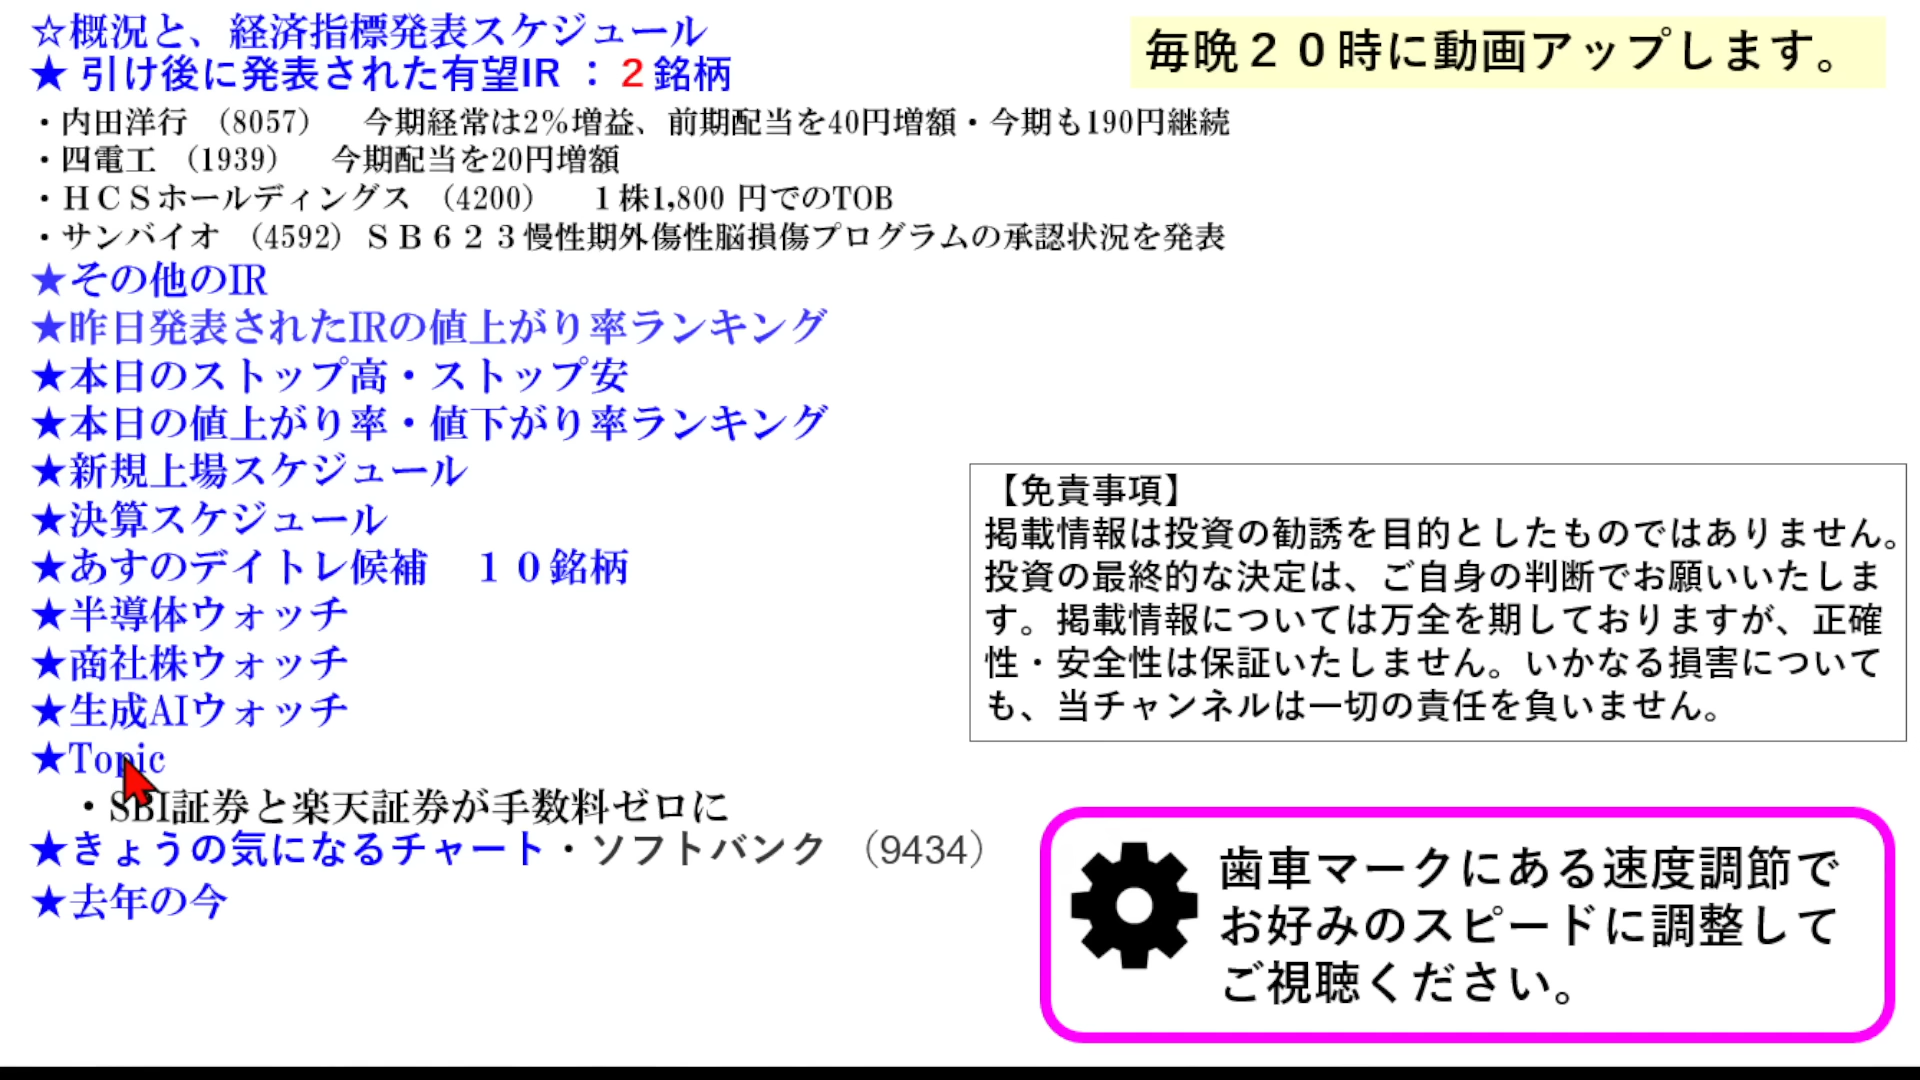 ☆概況と、経済指標発表スケジュール
毎晩２０時に動画アップします。
★ 引け後に発表された有望IR ： 2 銘柄
・内田洋行 （8057） 今期経常は2%増益、前期配当を40円増額・今期も190円継続
・四電工 （1939） 今期配当を20円増額
・ＨＣＳホールディングス （4200） １株1,800 円でのTOB
・サンバイオ （4592） ＳＢ６２３慢性期外傷性脳損傷プログラムの承認状況を発表
★その他のIR
★昨日発表されたIRの値上がり率ランキング
★本日のストップ高・ストップ安
★本日の値上がり率・値下がり率ランキング
★新規上場スケジュール
★決算スケジュール
★あすのデイトレ候補 １０銘柄
★半導体ウォッチ
★商社株ウォッチ
★生成AIウォッチ
★Topic
・SBI証券と楽天証券が手数料ゼロに
★きょうの気になるチャート・ソフトバンク （9434）
★去年の今
【免責事項】
掲載情報は投資の勧誘を目的としたものではありません。
投資の最終的な決定は、ご自身の判断でお願いいたしま
す。掲載情報については万全を期しておりますが、正確
性・安全性は保証いたしません。いかなる損害について
も、当チャンネルは一切の責任を負いません。
歯車マークにある速度調節で
お好みのスピードに調整して
ご視聴ください。